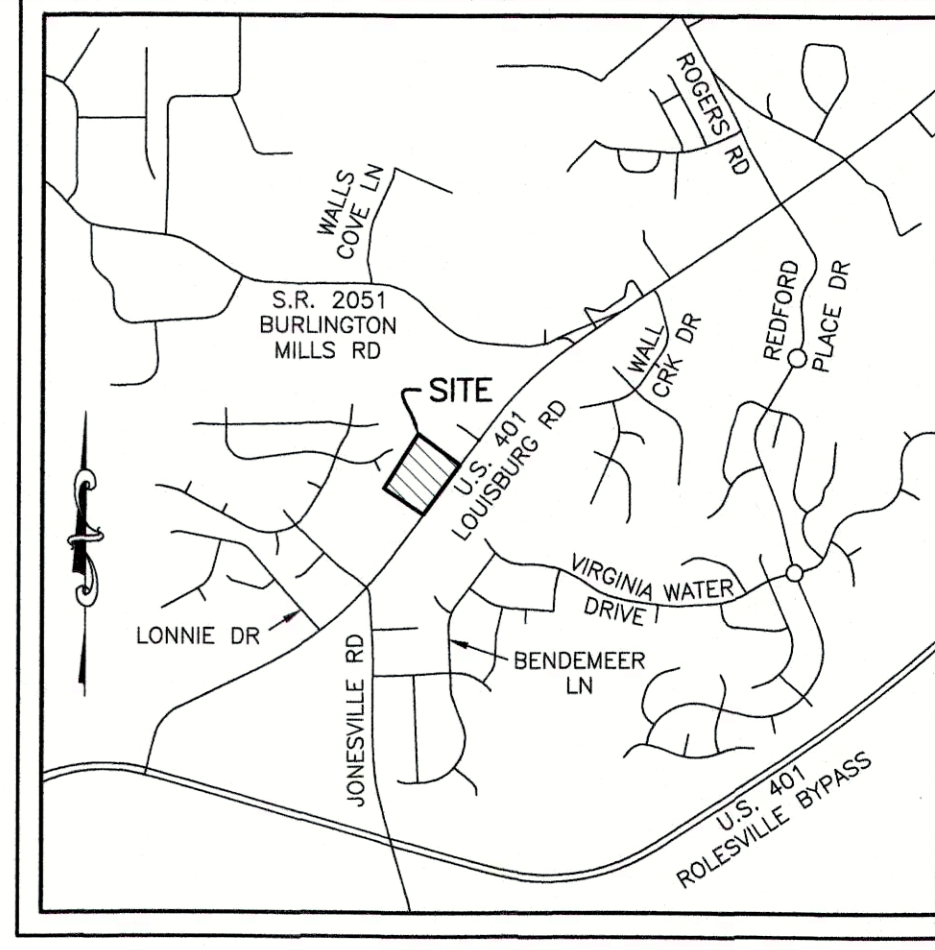 ROGERS RD
WALLS
COVE LN
S.R. 2051
BURLINGTON
MILLS RD
REDFORD
PLACE DR
WALL
CRK DR
SITE
U.S. 401
LOUISBURG RD
VIRGINIA WATER
DRIVE
LONNIE DR
BENDEMEER
LN
JONESVILLE RD
U.S. 401
ROLESVILLE BYPASS